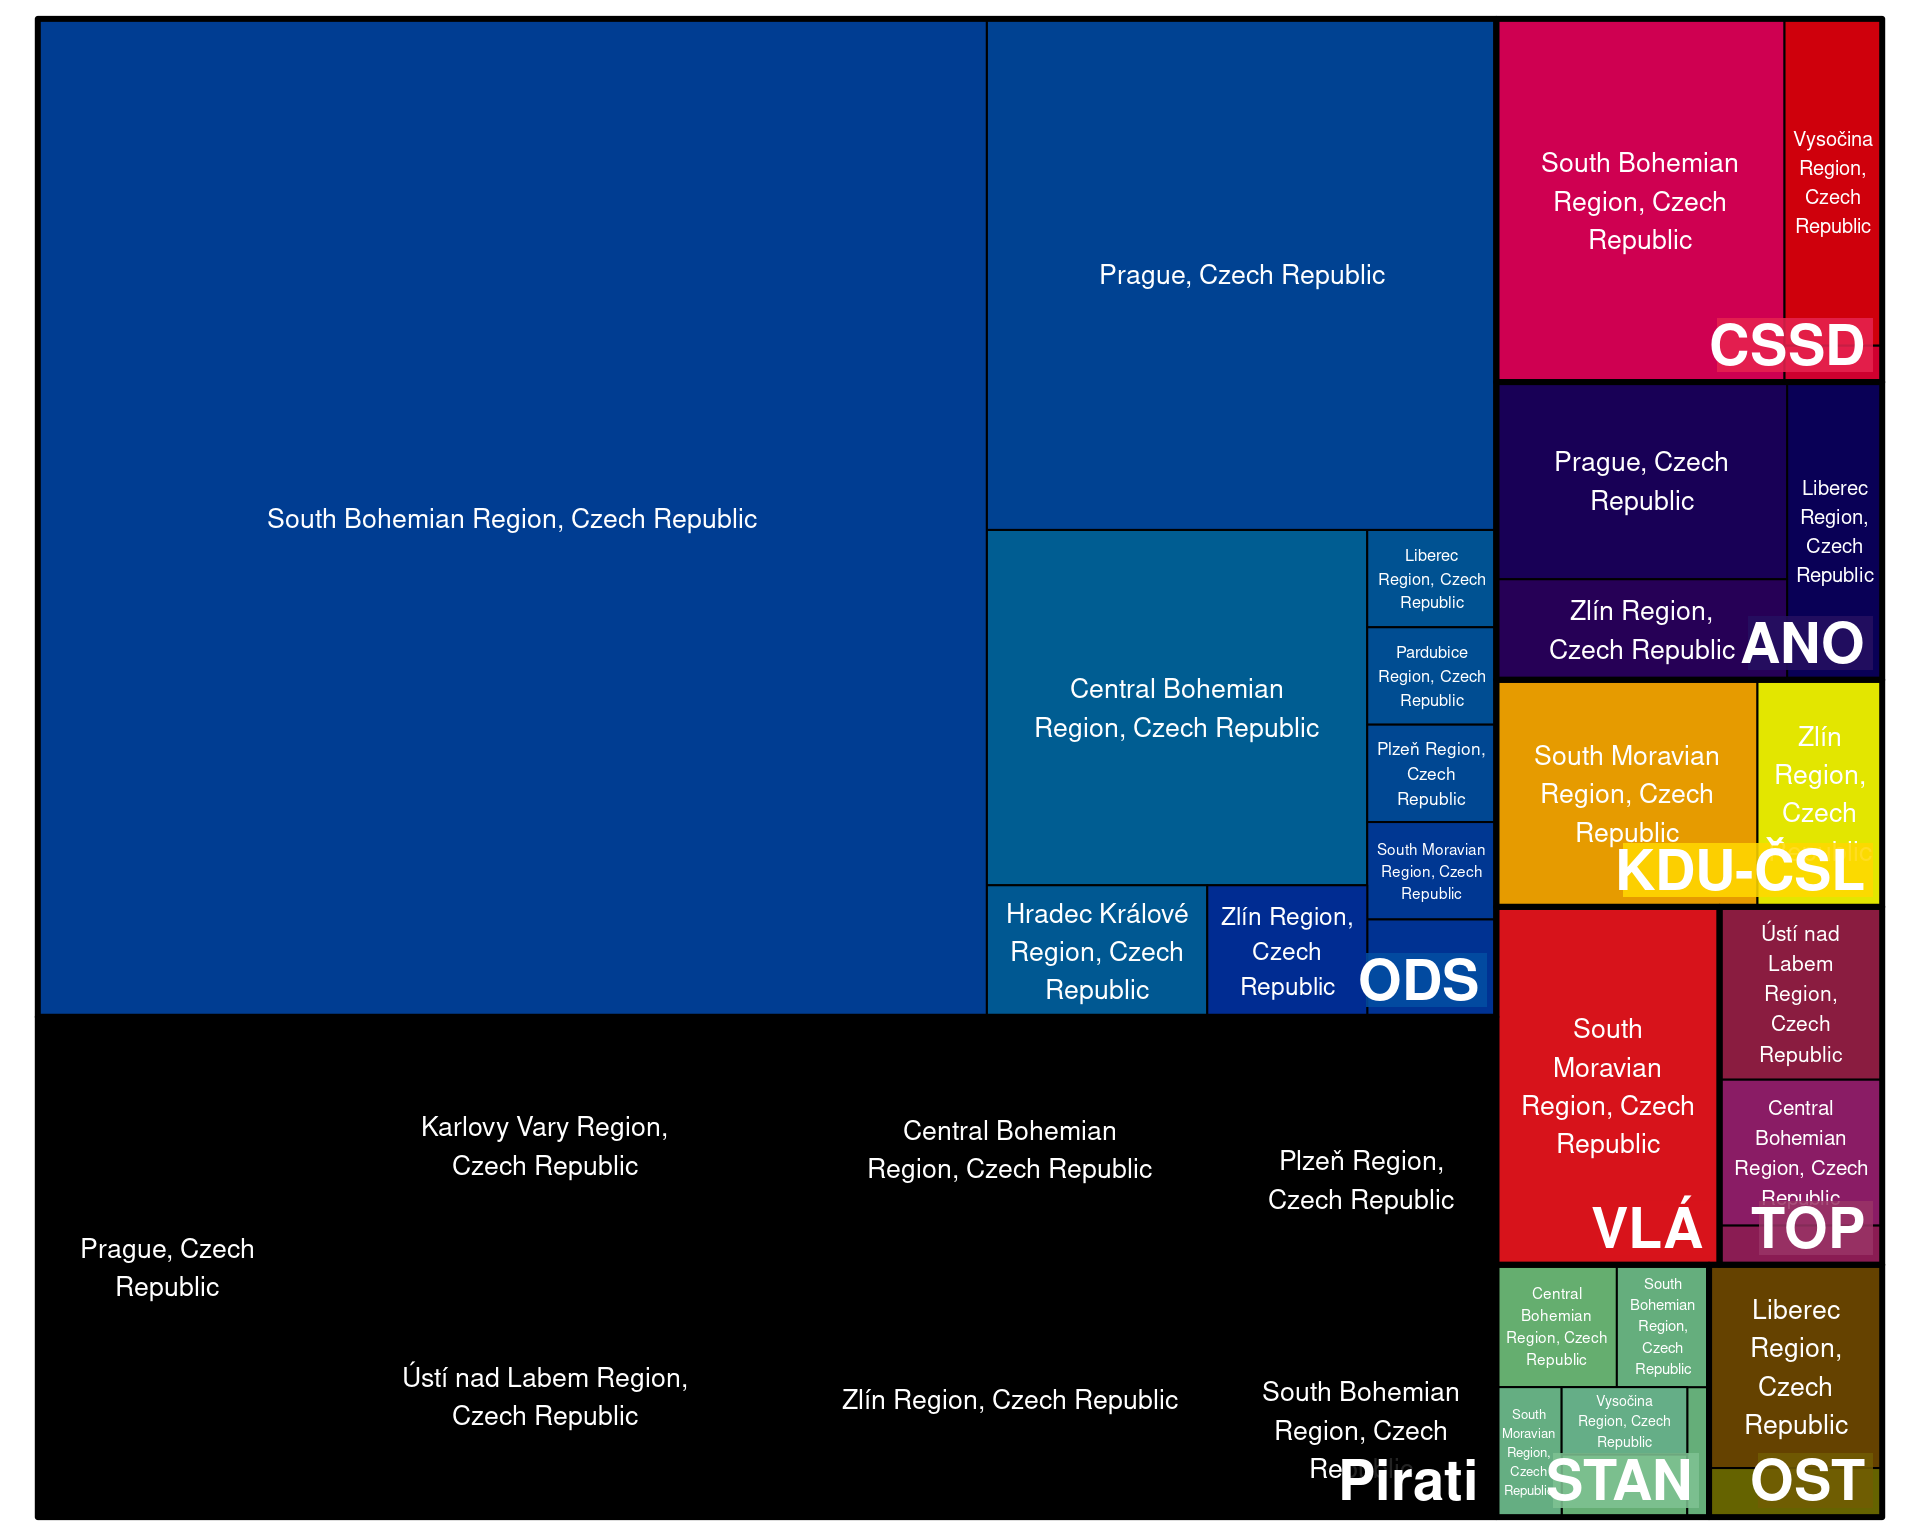 South Bohemian Region, Czech Republic
Prague, Czech Republic
Central Bohemian
Region, Czech Republic
Liberec
Region, Czech
Republic
Pardubice
Region, Czech
Republic
Plzeň Region,
Czech
Republic
South Moravian
Region, Czech
Republic
Hradec Králové
Region, Czech
Republic
Zlín Region,
Czech
Republic
ODS
Prague, Czech
Republic
Karlovy Vary Region,
Czech Republic
Ústí nad Labem Region,
Czech Republic
Central Bohemian
Region, Czech Republic
Zlín Region, Czech Republic
Plzeň Region,
Czech Republic
South Bohemian
Region, Czech
Republic
Pirati
South Bohemian
Region, Czech
Republic
Vysočina
Region,
Czech
Republic
CSSD
Prague, Czech
Republic
Zlín Region,
Czech Republic
Liberec
Region,
Czech
Republic
ANO
South Moravian
Region, Czech
Republic
Zlín
Region,
Czech
KDU-ČSL
South
Moravian
Region, Czech
Republic
VLÁ
Ústí nad
Labem
Region,
Czech
Republic
Central
Bohemian
Region, Czech
Republic
TOP
Central
Bohemian
Region, Czech
Republic
South
Bohemian
Region,
Czech
Republic
South
Moravian
Region,
Czech
Republic
Vysočina
Region, Czech
Republic
STAN
Liberec
Region,
Czech
Republic
OST